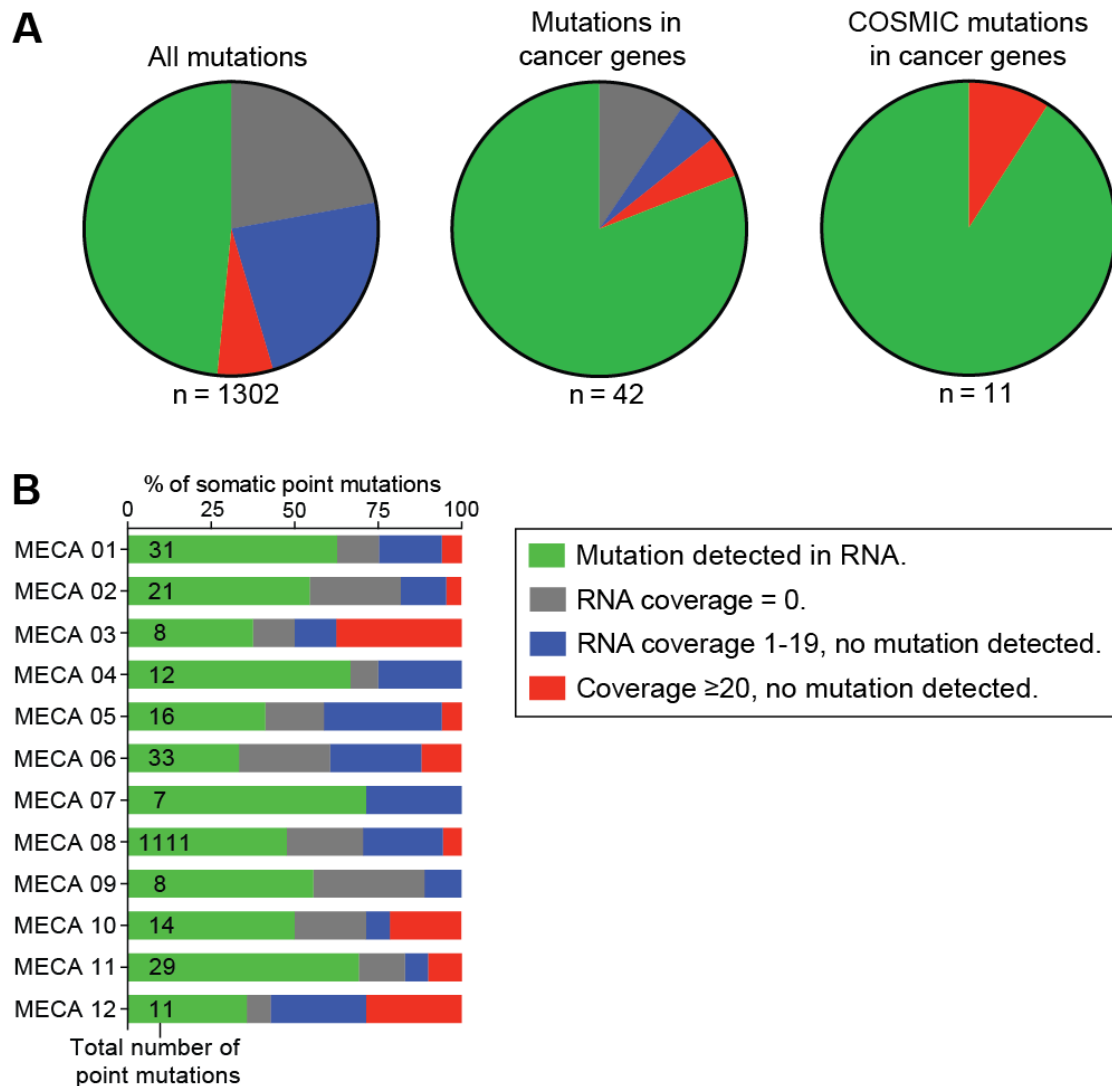 A
All mutations
Mutations in
cancer genes
COSMIC mutations
in cancer genes
n = 1302
n = 42
n = 11
B
% of somatic point mutations
0 25 50 75 100
MECA 01 31
MECA 02 21
MECA 03 8
MECA 04 12
MECA 05 16
MECA 06 33
MECA 07 7
MECA 08 1111
MECA 09 8
MECA 10 14
MECA 11 29
MECA 12 11
Total number of
point mutations
Mutation detected in RNA.
RNA coverage = 0.
RNA coverage 1-19, no mutation detected.
Coverage ≥20, no mutation detected.